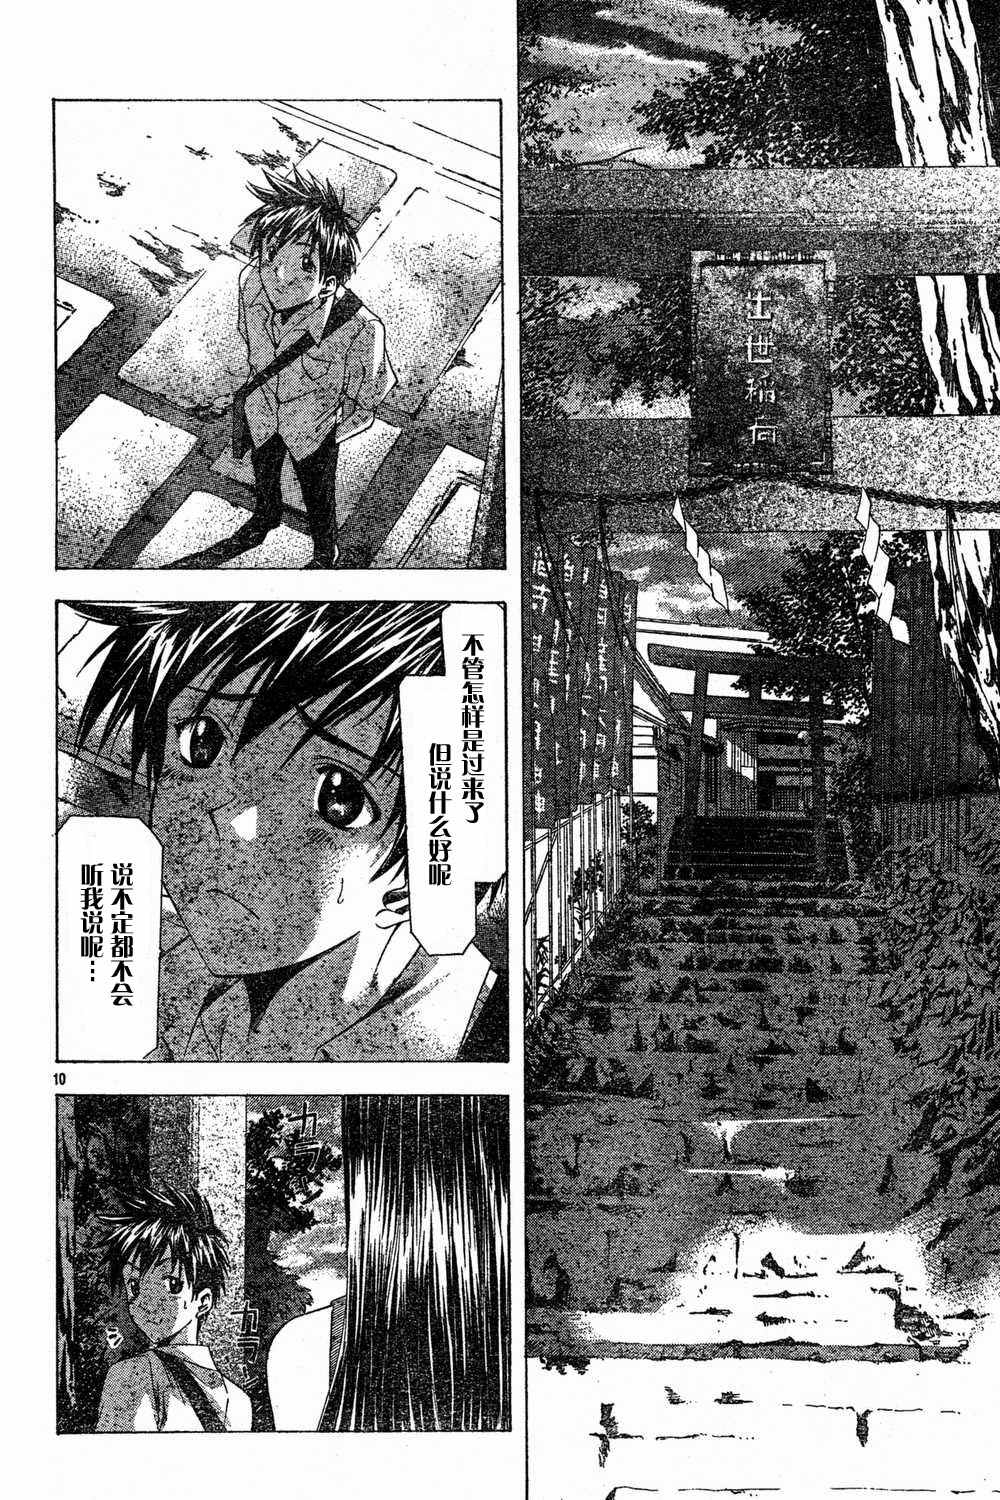 出世稲荷
不管怎样是过来了
但说什么好呢
说不定都不会
听我说呢…
10
カラ
カラン